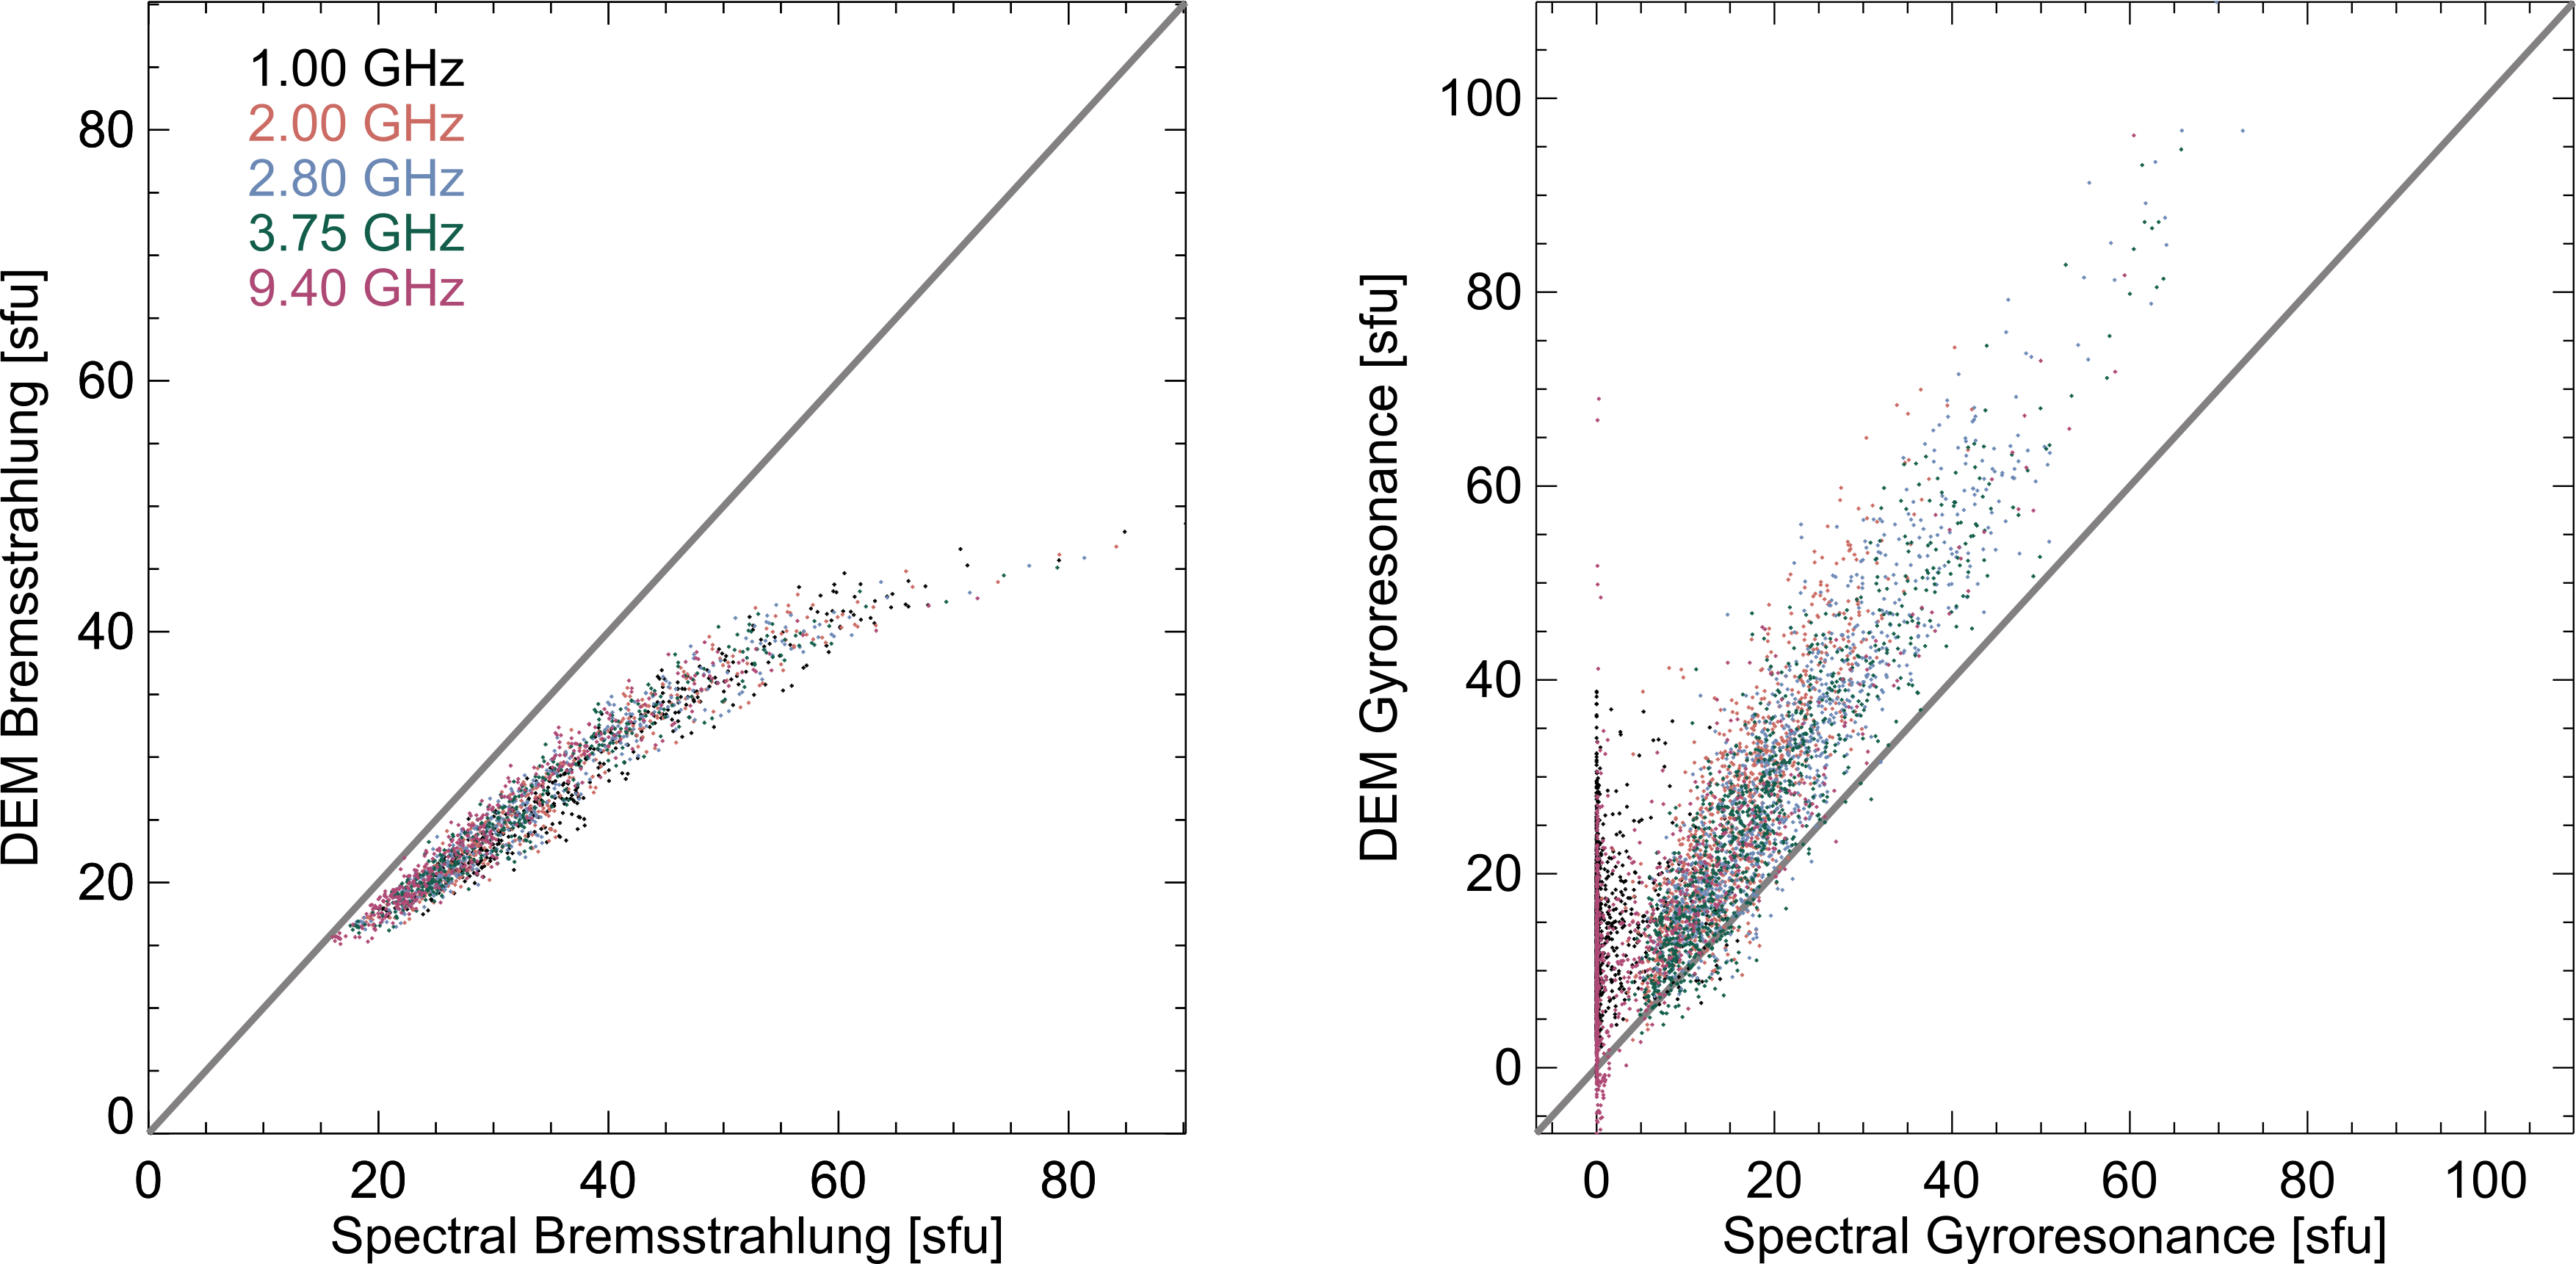 DEM Bremsstrahlung [sfu]
80
60
40
20
0
1.00 GHz
2.00 GHz
2.80 GHz
3.75 GHz
9.40 GHz
0 20 40 60 80
Spectral Bremsstrahlung [sfu]
DEM Gyroresonance [sfu]
100
80
60
40
20
0
0 20 40 60 80 100
Spectral Gyroresonance [sfu]